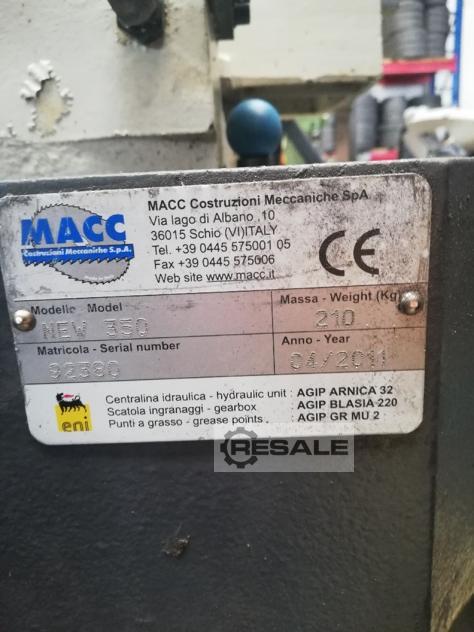 MACC
Costruzioni Meccaniche S.p.A.
MACC Costruzioni Meccaniche SpA
Via lago di Albano ,10
36015 Schio (VI)ITALY
Tel. +39 0445 575001 05
Fax +39 0445 575006
Web site www.macc.it
CE
Modello Model
NEW 350
Massa - Weight (Kg)
210
Matricola - Serial number
92380
Anno - Year
04/2011
eni
Centralina idraulica - hydraulic unit : AGIP ARNICA 32
Scatola ingranaggi - gearbox : AGIP BLASIA 220
Punti a grasso - grease points : AGIP GR MU 2
RESALE